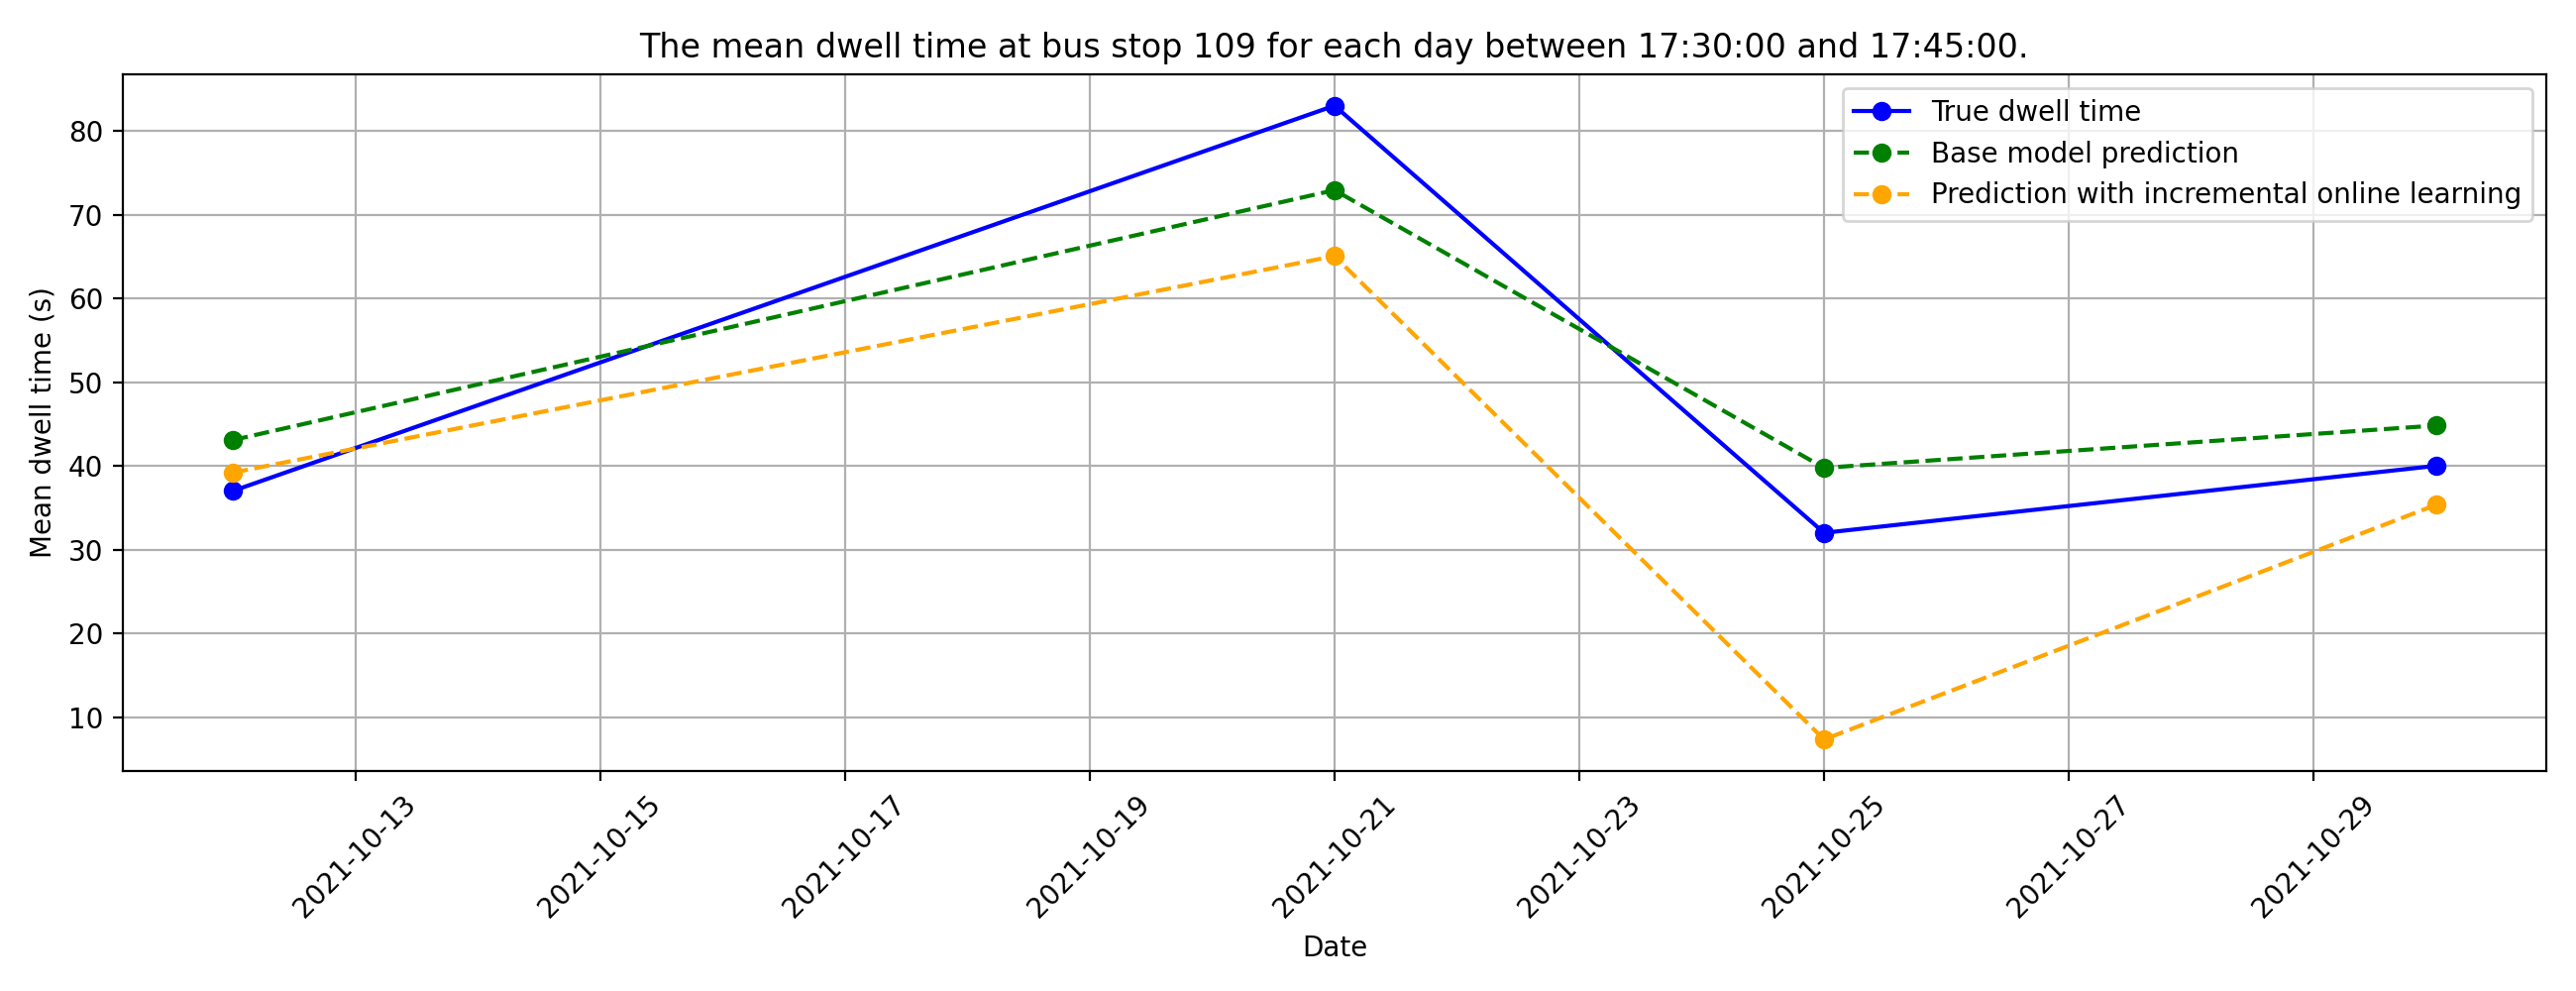 The mean dwell time at bus stop 109 for each day between 17:30:00 and 17:45:00.
True dwell time
Base model prediction
Prediction with incremental online learning
Mean dwell time (s)
80
70
60
50
40
30
20
10
2021-10-13
2021-10-15
2021-10-17
2021-10-19
2021-10-21
2021-10-23
2021-10-25
2021-10-27
2021-10-29
Date